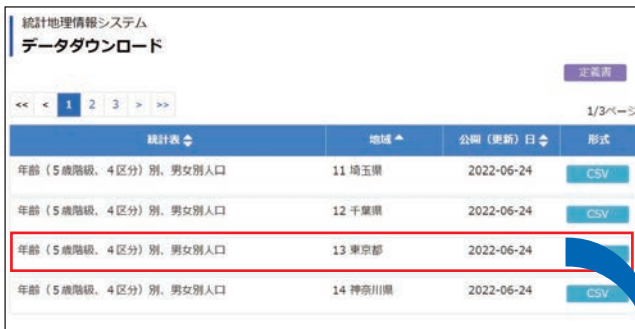 統計地理情報システム
データダウンロード
定義書
<< < 1 2 3 > >>
1/3ページ
統計表 地域 公開（更新）日 形式
年齢（5歳階級、4区分）別、男女別人口 11 埼玉県 2022-06-24 CSV
年齢（5歳階級、4区分）別、男女別人口 12 千葉県 2022-06-24 CSV
年齢（5歳階級、4区分）別、男女別人口 13 東京都 2022-06-24
年齢（5歳階級、4区分）別、男女別人口 14 神奈川県 2022-06-24 CSV